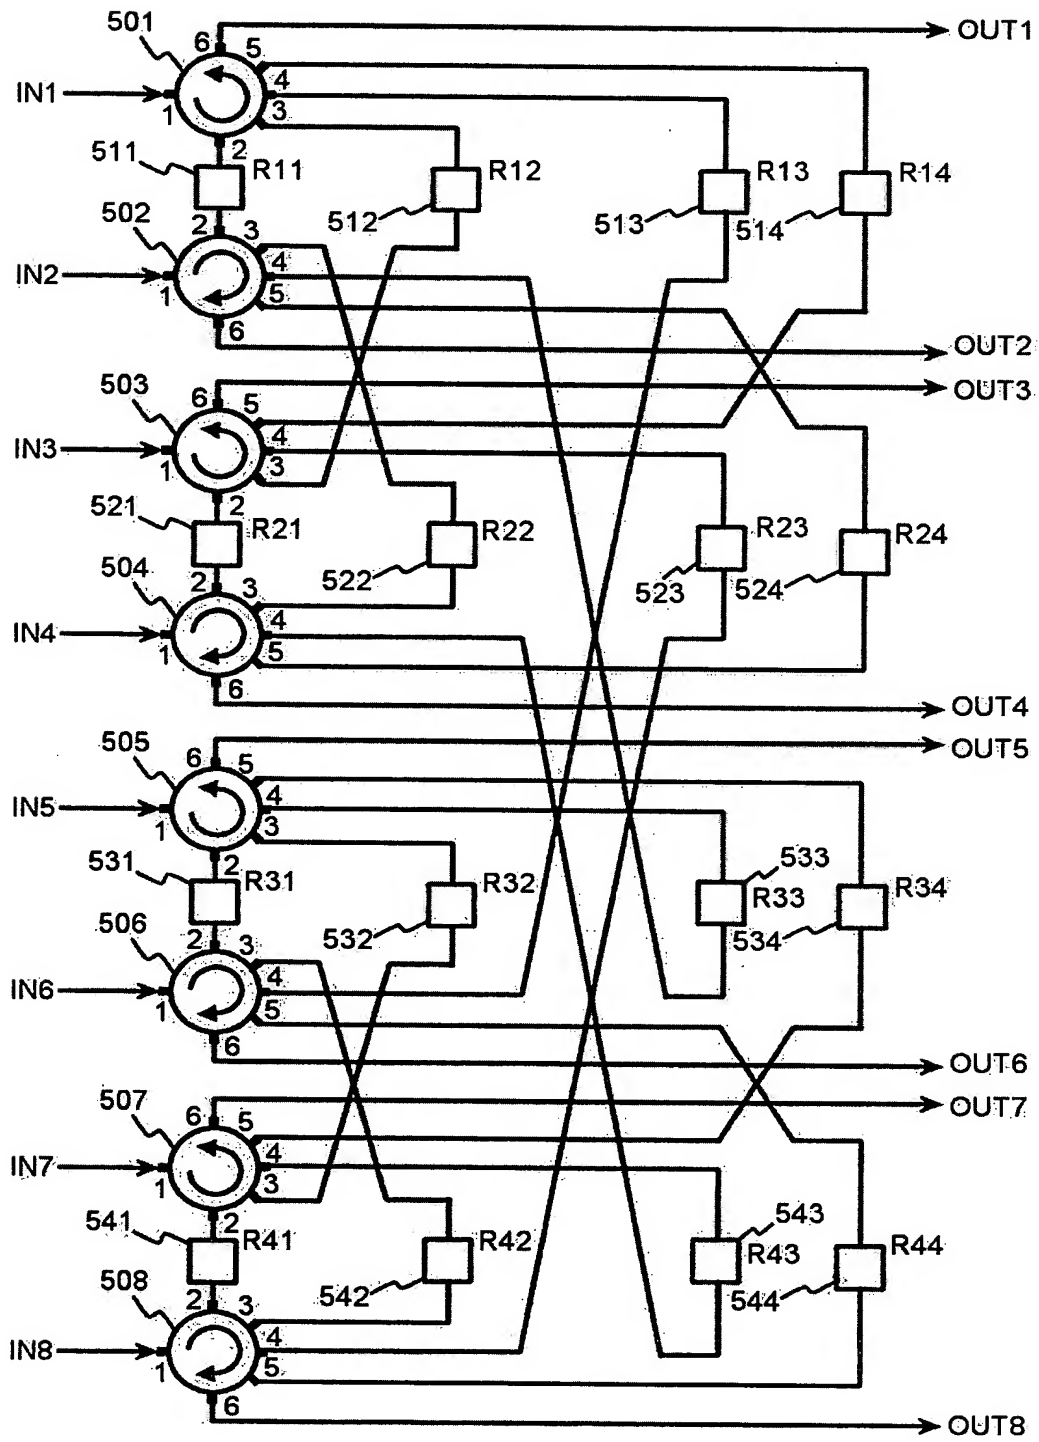 501
6
5
OUT1
IN1
4
1
3
511
2
R11
R12
R13
R14
502
512
513
514
2
3
IN2
4
1
5
6
OUT2
503
6
5
OUT3
IN3
4
1
3
521
2
R21
R22
R23
R24
504
522
523
524
2
3
IN4
4
1
5
6
OUT4
505
6
5
OUT5
IN5
4
1
3
531
2
R31
R32
533
R33
R34
506
532
534
2
3
IN6
4
1
5
6
OUT6
507
6
5
OUT7
IN7
4
1
3
541
2
R41
R42
543
R43
R44
508
542
544
2
3
IN8
4
1
5
6
OUT8